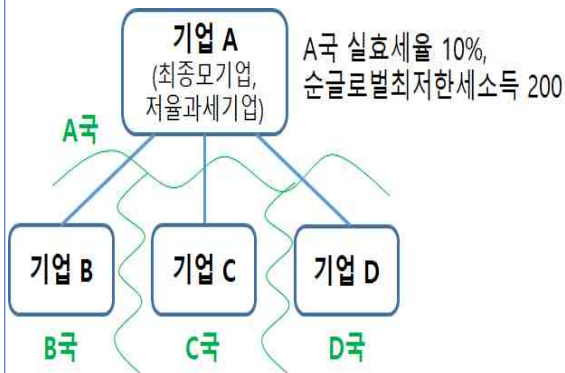 기업 A
(최종모기업,
저율과세기업)
A국 실효세율 10%,
순글로벌최저한세소득 200
A국
기업 B
기업 C
기업 D
B국
C국
D국